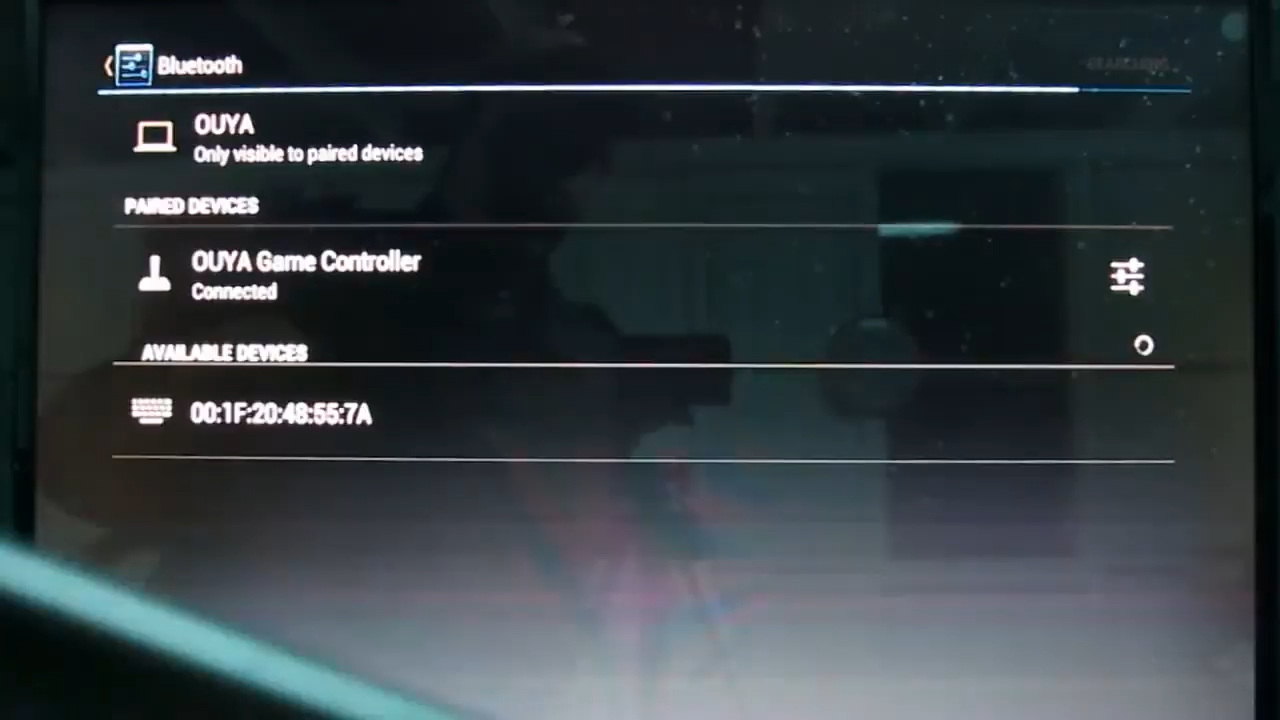 Bluetooth
SEARCHING...
OUYA
Only visible to paired devices
PAIRED DEVICES
OUYA Game Controller
Connected
AVAILABLE DEVICES
00:1F:20:48:55:7A